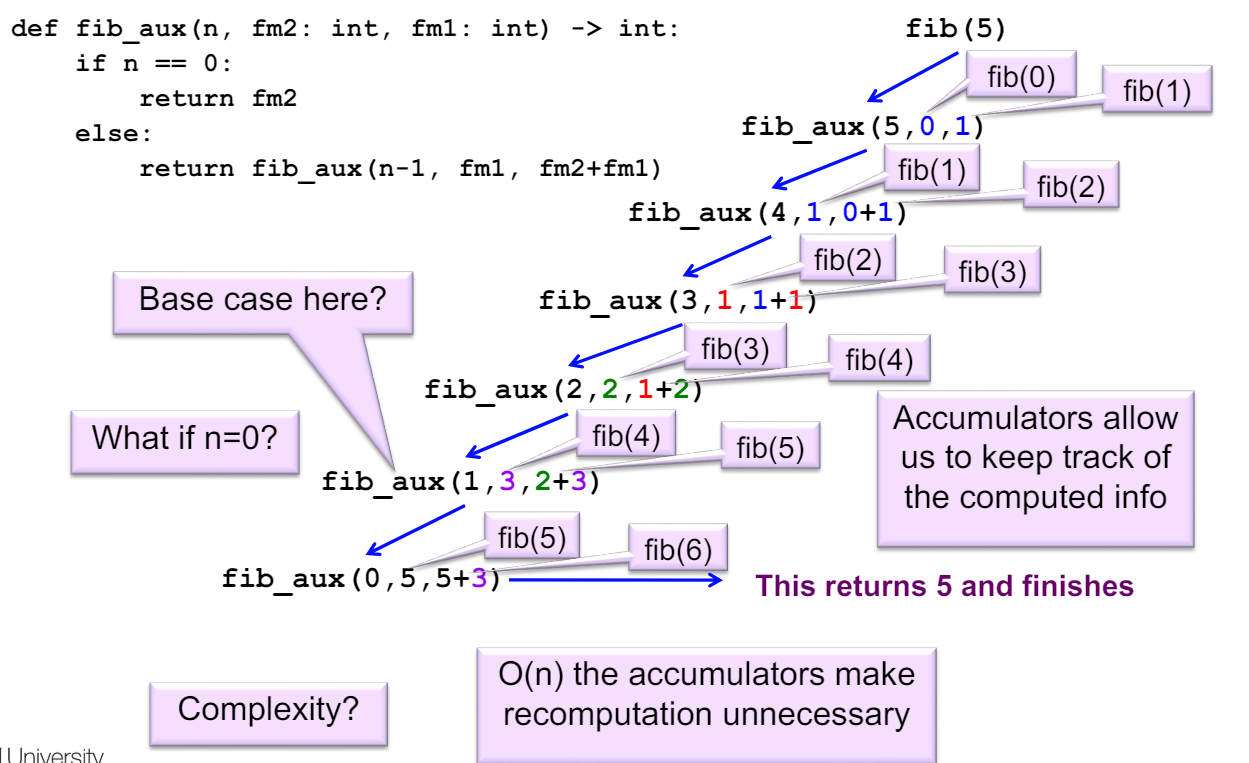 def fib_aux(n, fm2: int, fm1: int) -> int:
    if n == 0:
        return fm2
    else:
        return fib_aux(n-1, fm1, fm2+fm1)
fib(5)
fib(0)
fib(1)
fib_aux(5,0,1)
fib(1)
fib(2)
fib_aux(4,1,0+1)
fib(2)
fib(3)
fib_aux(3,1,1+1)
fib(3)
fib(4)
fib_aux(2,2,1+2)
fib(4)
fib(5)
fib_aux(1,3,2+3)
fib(5)
fib(6)
fib_aux(0,5,5+3)
This returns 5 and finishes
Base case here?
What if n=0?
Accumulators allow
us to keep track of
the computed info
Complexity?
O(n) the accumulators make
recomputation unnecessary
University